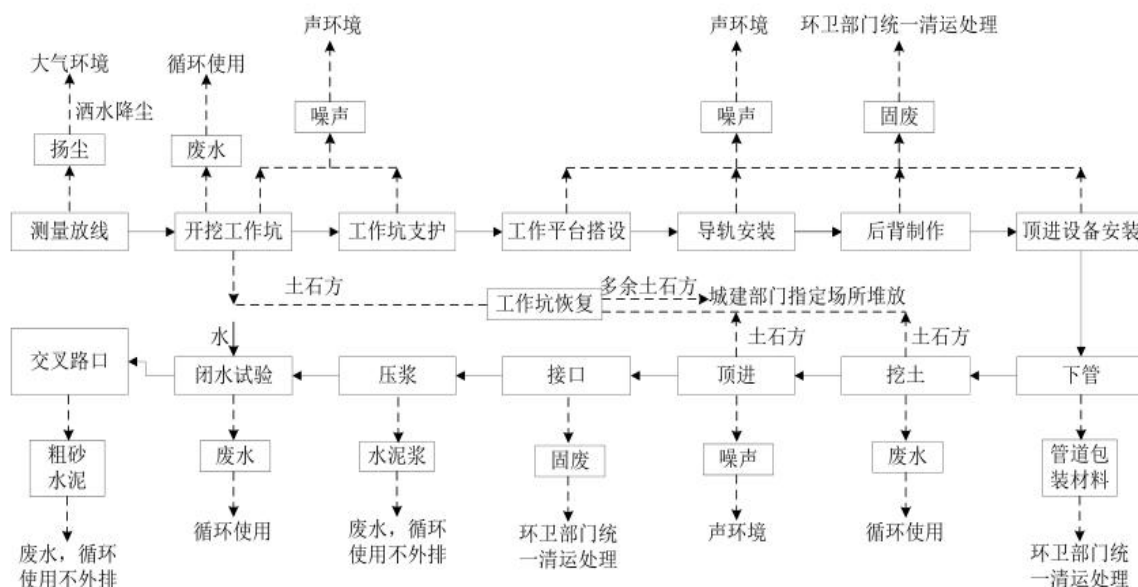 声环境
声环境
环卫部门统一清运处理
大气环境
循环使用
洒水降尘
噪声
噪声
固废
扬尘
废水
测量放线
开挖工作坑
工作坑支护
工作平台搭设
导轨安装
后背制作
顶进设备安装
土石方
多余土石方
工作坑恢复
城建部门指定场所堆放
水
土石方
土石方
交叉路口
闭水试验
压浆
接口
顶进
挖土
下管
粗砂
水泥
废水
水泥浆
固废
噪声
废水
管道包
装材料
废水，循环
使用不外排
循环使用
废水，循环
使用不外排
环卫部门统
一清运处理
声环境
循环使用
环卫部门统
一清运处理